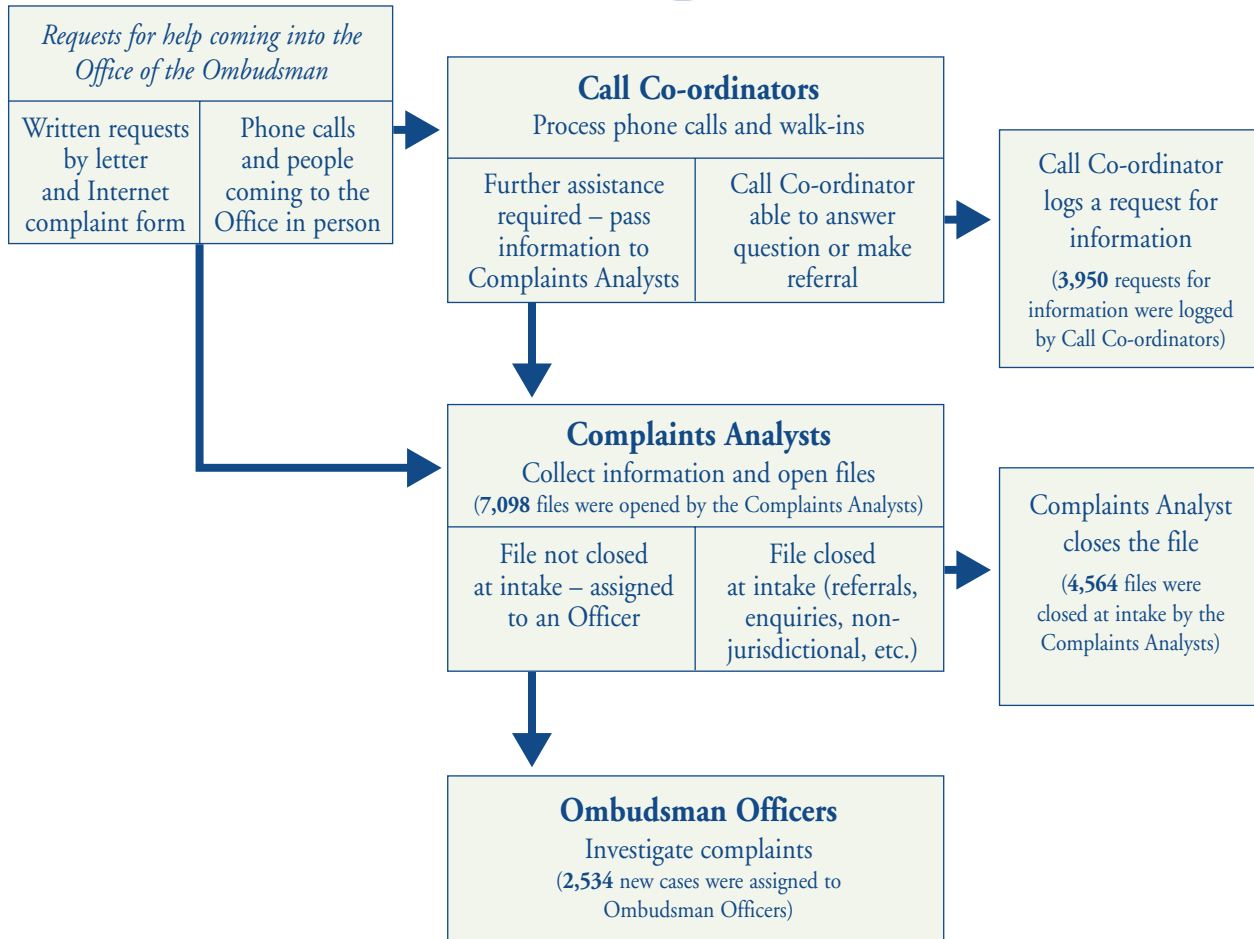 Requests for help coming into the
Office of the Ombudsman
Written requests
by letter
and Internet
complaint form
Phone calls
and people
coming to the
Office in person
Call Co-ordinators
Process phone calls and walk-ins
Further assistance
required – pass
information to
Complaints Analysts
Call Co-ordinator
able to answer
question or make
referral
Call Co-ordinator
logs a request for
information
(3,950 requests for
information were logged
by Call Co-ordinators)
Complaints Analysts
Collect information and open files
(7,098 files were opened by the Complaints Analysts)
File not closed
at intake – assigned
to an Officer
File closed
at intake (referrals,
enquiries, non-
jurisdictional, etc.)
Complaints Analyst
closes the file
(4,564 files were
closed at intake by the
Complaints Analysts)
Ombudsman Officers
Investigate complaints
(2,534 new cases were assigned to
Ombudsman Officers)